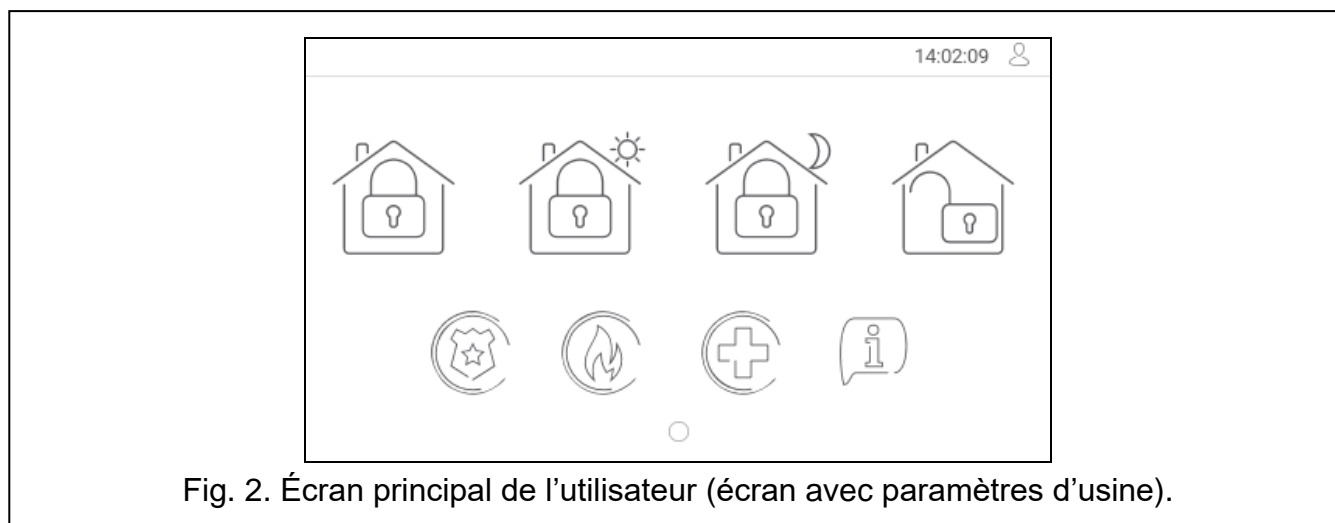 14:02:09
Fig. 2. Écran principal de l’utilisateur (écran avec paramètres d’usine).